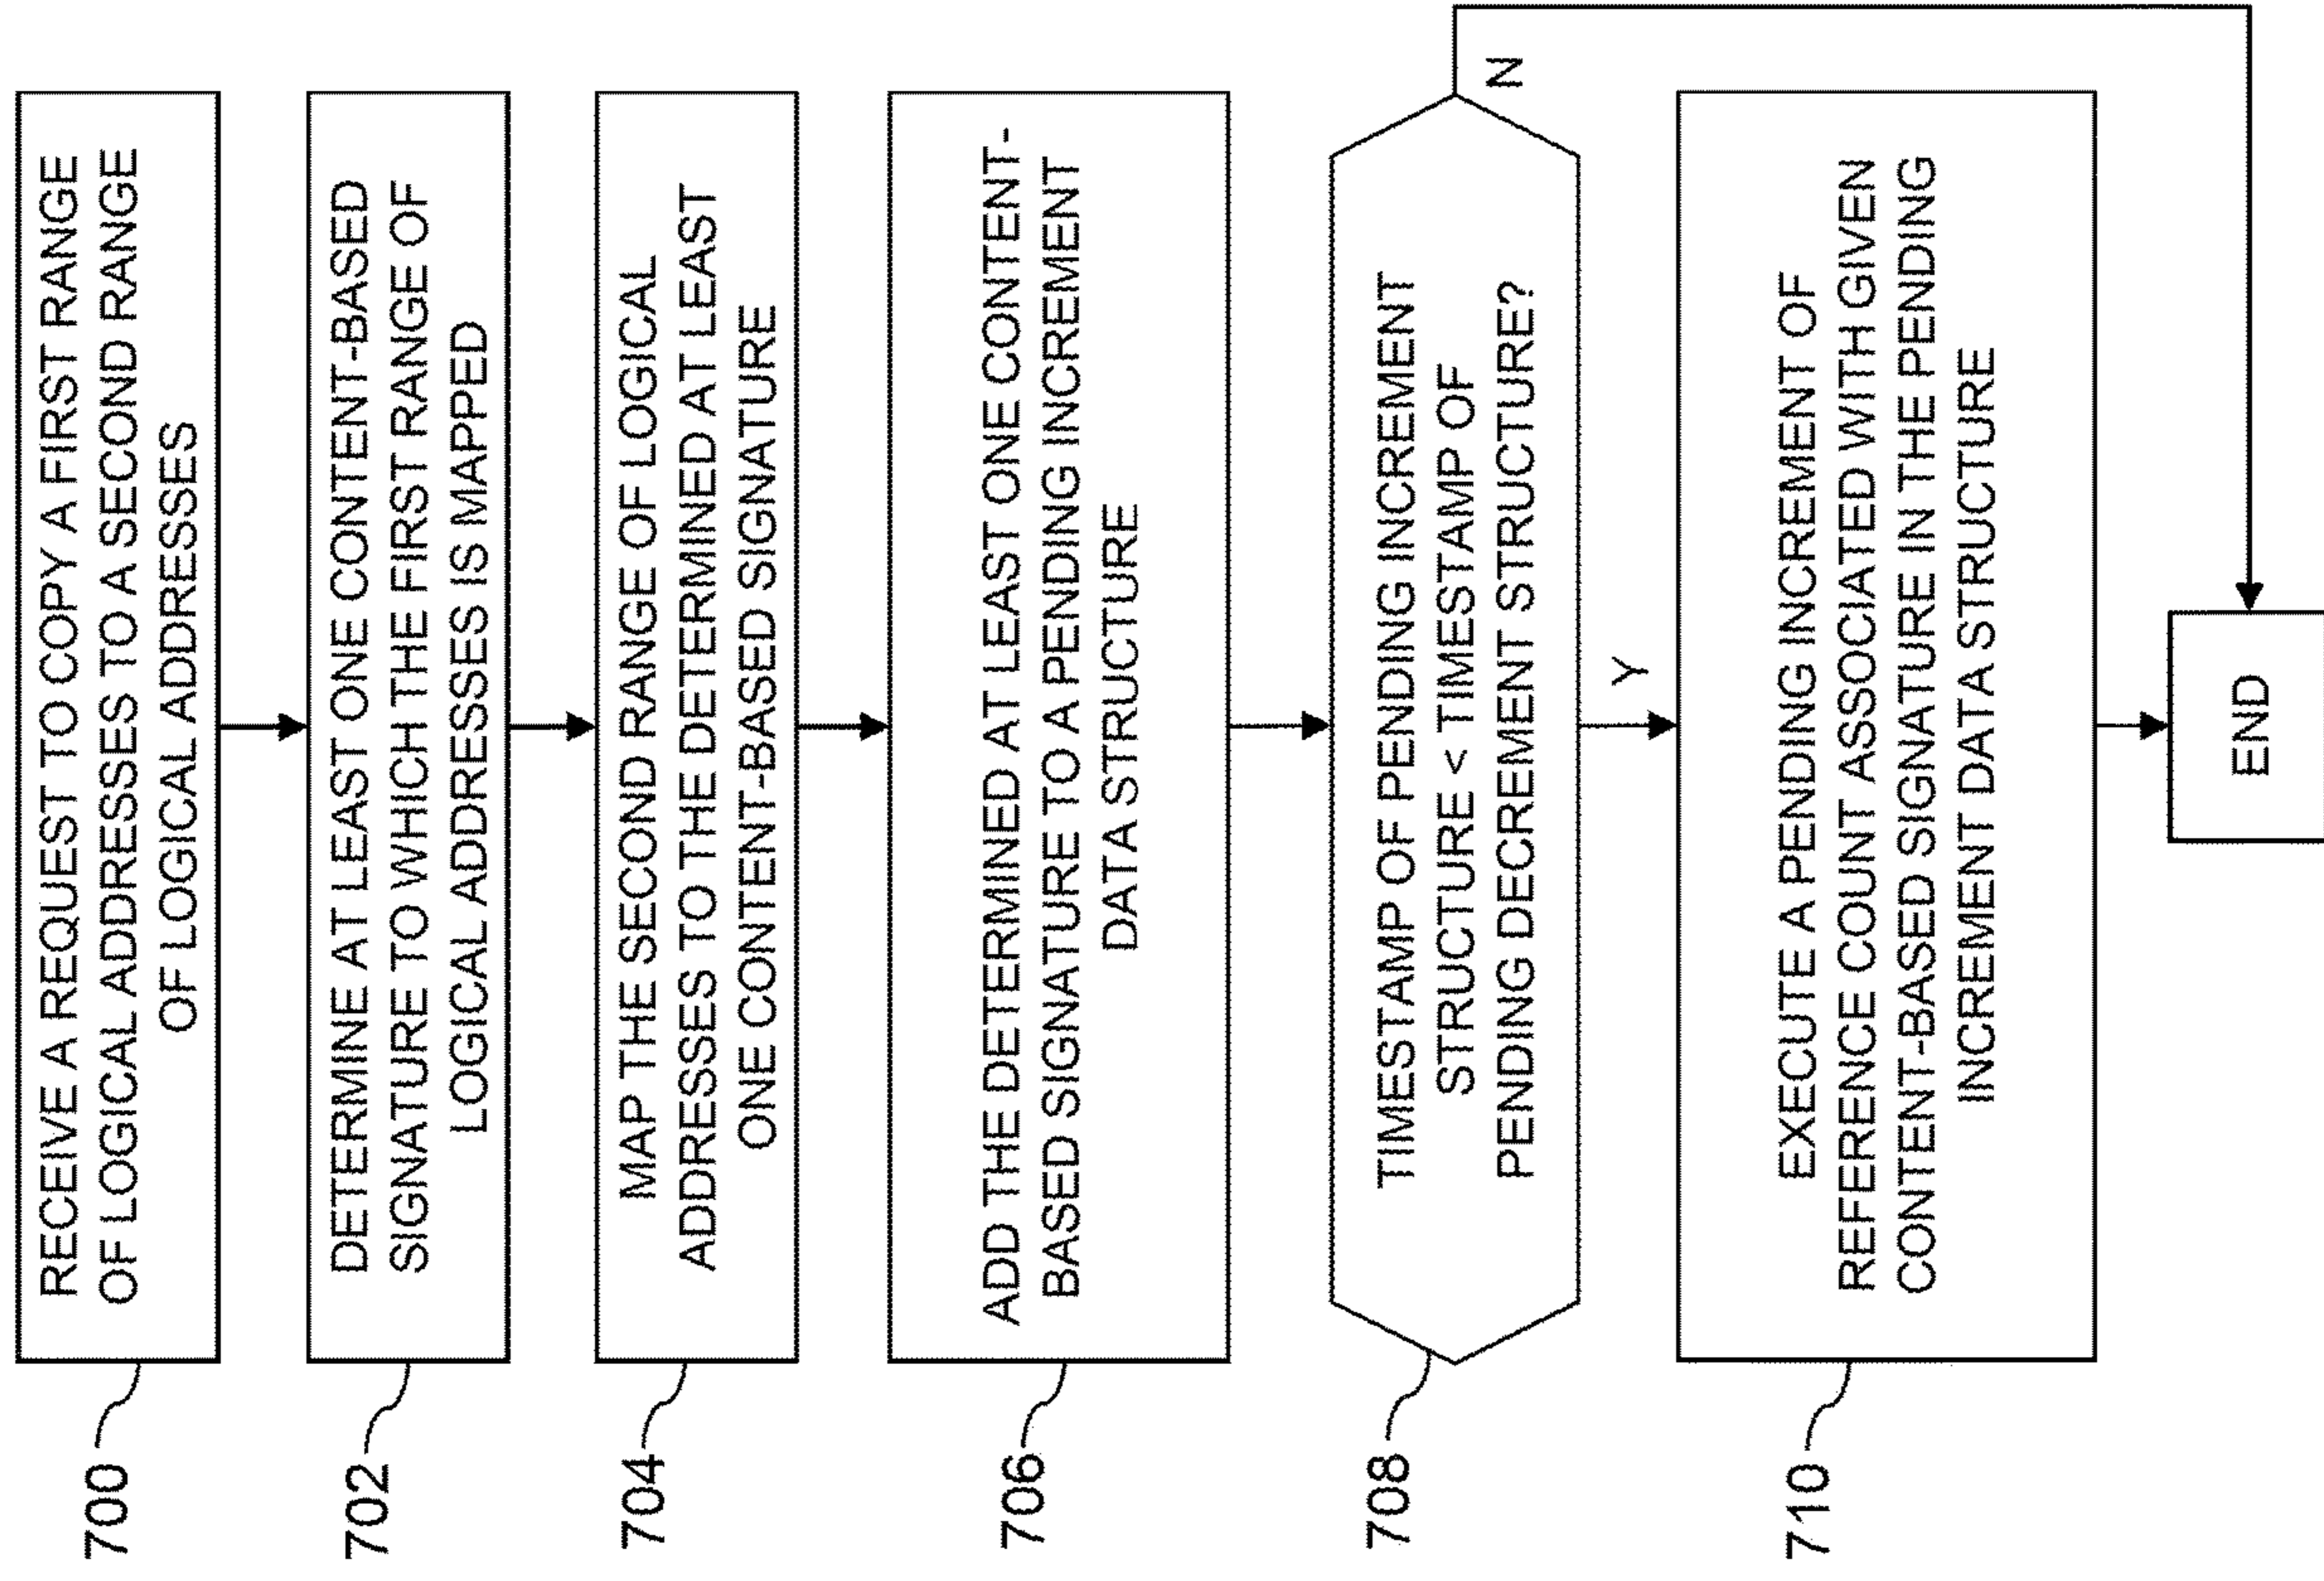 700
RECEIVE A REQUEST TO COPY A FIRST RANGE
OF LOGICAL ADDRESSES TO A SECOND RANGE
OF LOGICAL ADDRESSES
702
DETERMINE AT LEAST ONE CONTENT-BASED
SIGNATURE TO WHICH THE FIRST RANGE OF
LOGICAL ADDRESSES IS MAPPED
704
MAP THE SECOND RANGE OF LOGICAL
ADDRESSES TO THE DETERMINED AT LEAST
ONE CONTENT-BASED SIGNATURE
706
ADD THE DETERMINED AT LEAST ONE CONTENT-
BASED SIGNATURE TO A PENDING INCREMENT
DATA STRUCTURE
708
TIMESTAMP OF PENDING INCREMENT
STRUCTURE < TIMESTAMP OF
PENDING DECREMENT STRUCTURE?
N
Y
710
EXECUTE A PENDING INCREMENT OF
REFERENCE COUNT ASSOCIATED WITH GIVEN
CONTENT-BASED SIGNATURE IN THE PENDING
INCREMENT DATA STRUCTURE
END